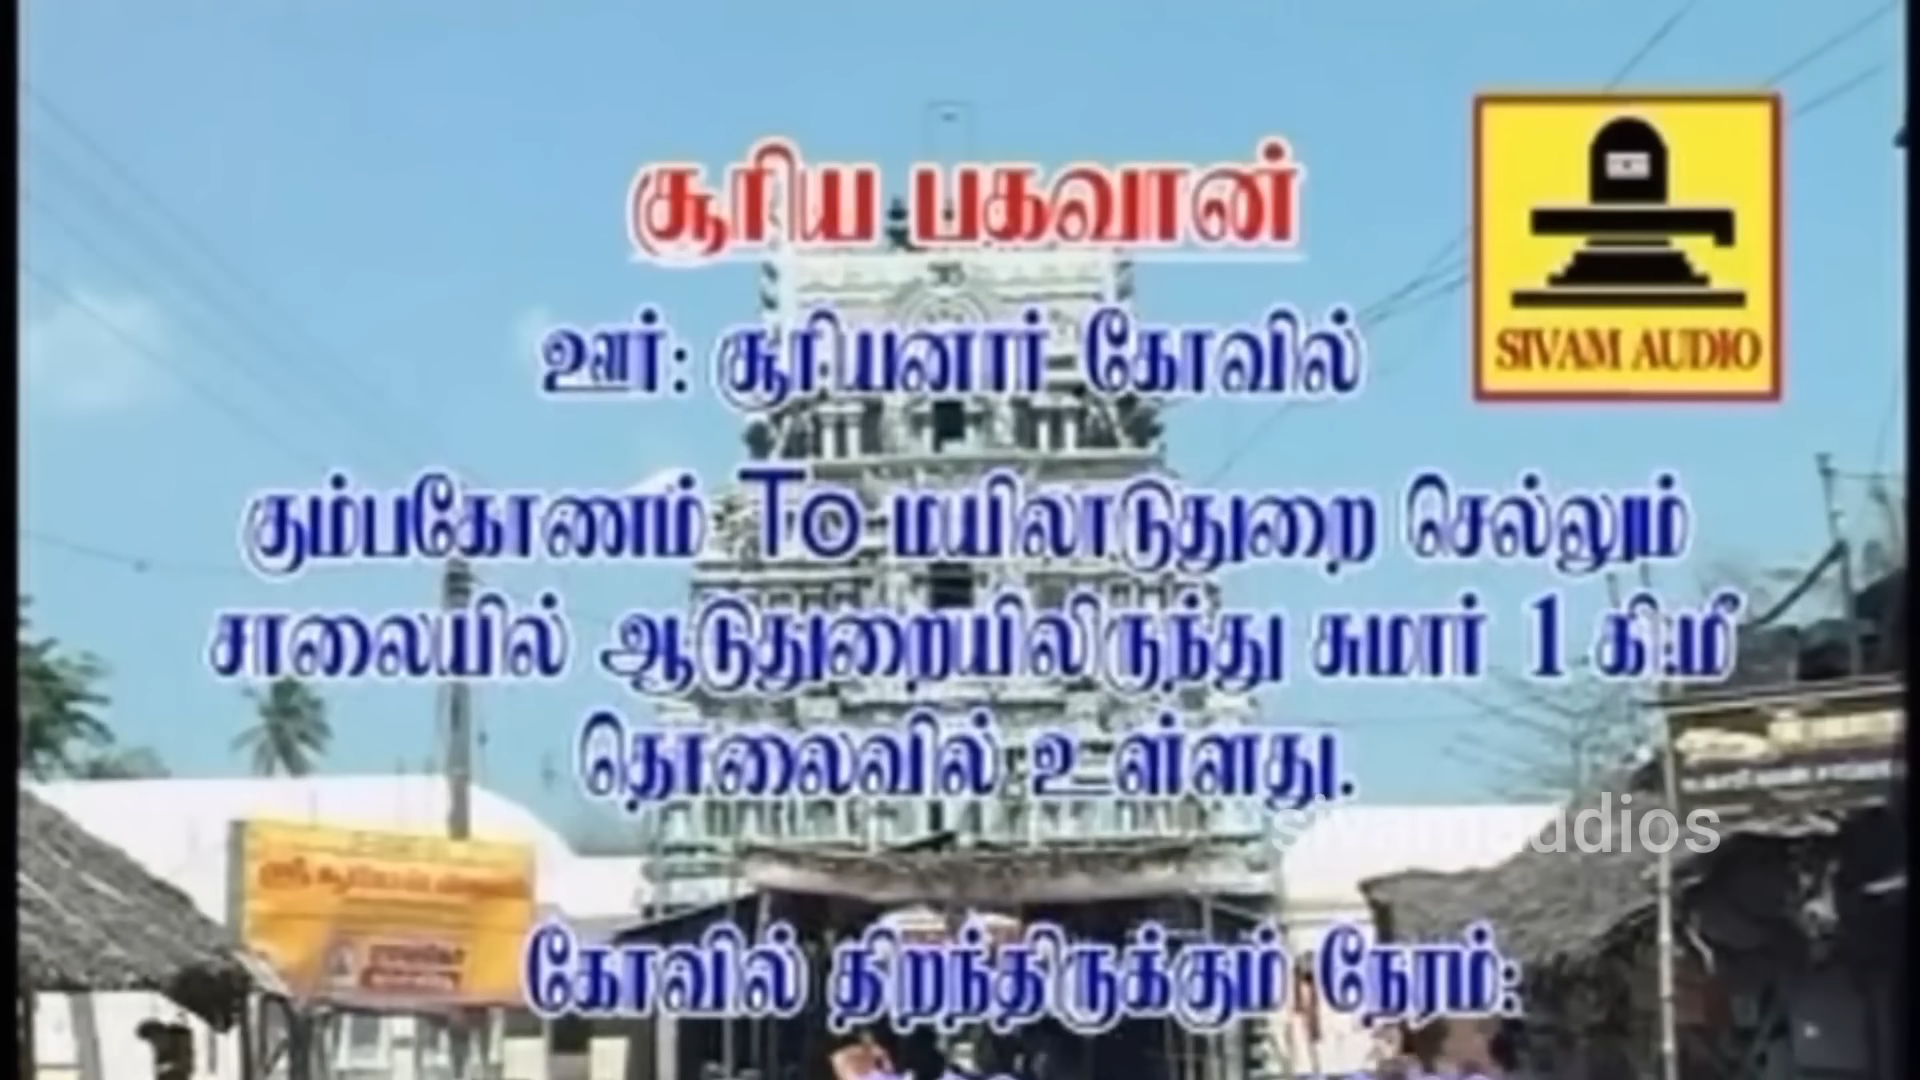 சூரிய பகவான்
ஊர்: சூரியனார் கோவில்
SIVAM AUDIO
கும்பகோணம் To மயிலாடுதுறை செல்லும்
சாலையில் ஆடுதுறையிலிருந்து சுமார் 1 கி.மீ
தொலைவில் உள்ளது.
sivamaudios
கோவில் திறந்திருக்கும் நேரம்: